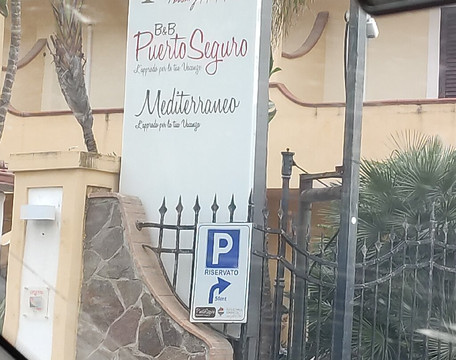 B&B
Puerto Seguro
L'approdo per le tue Vacanze
Mediterraneo
L'approdo per le tue Vacanze
P
RISERVATO
50mt